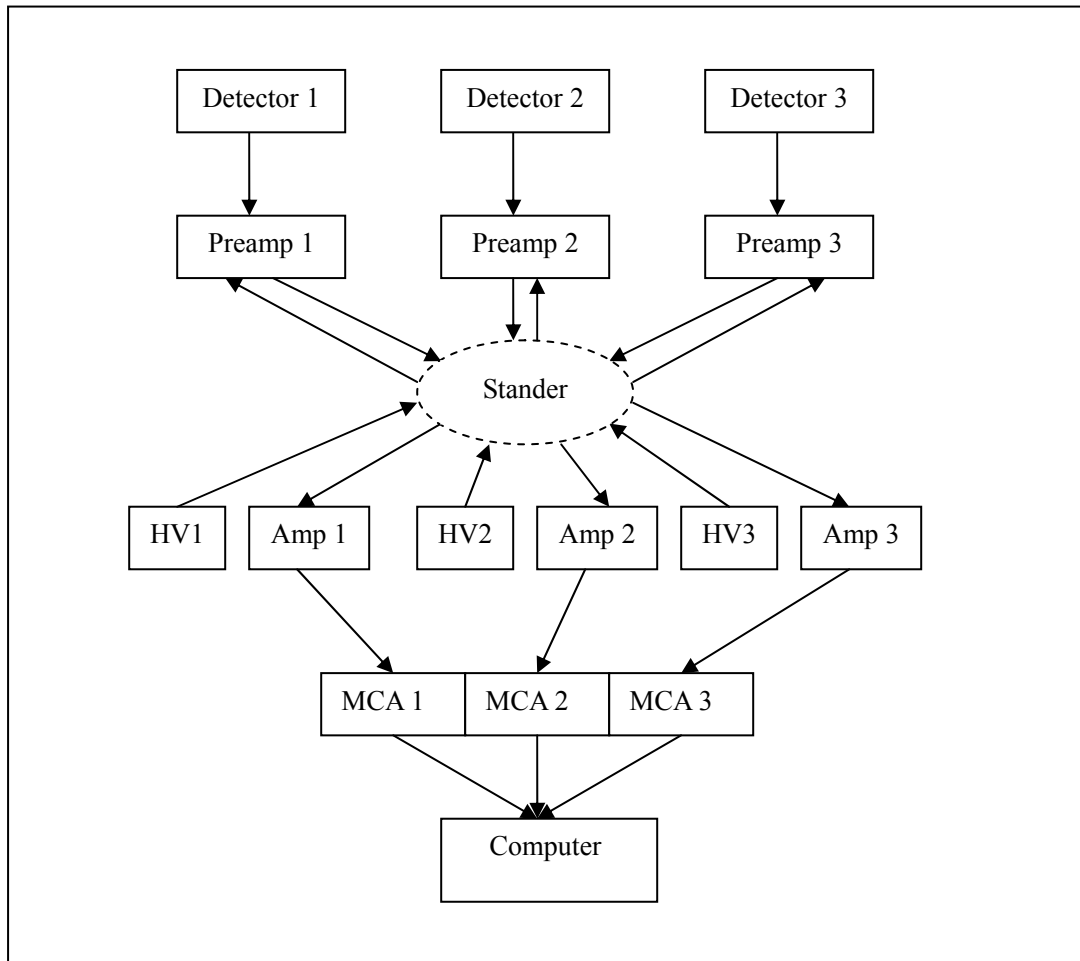 Detector 1
Detector 2
Detector 3
Preamp 1
Preamp 2
Preamp 3
Stander
HV1
Amp 1
HV2
Amp 2
HV3
Amp 3
MCA 1
MCA 2
MCA 3
Computer